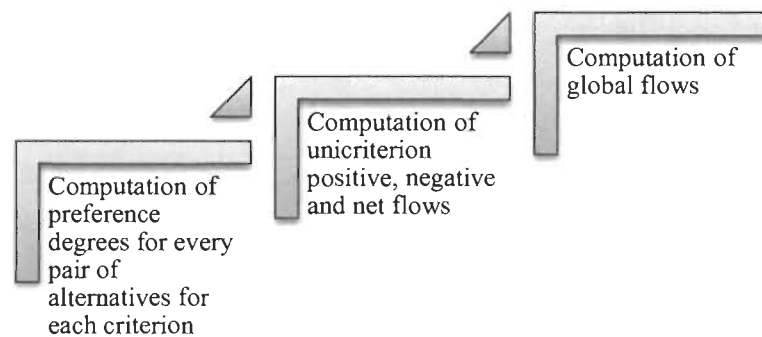 Computation of
preference
degrees for every
pair of
alternatives for
each criterion
Computation of
unicriterion
positive, negative
and net flows
Computation of
global flows